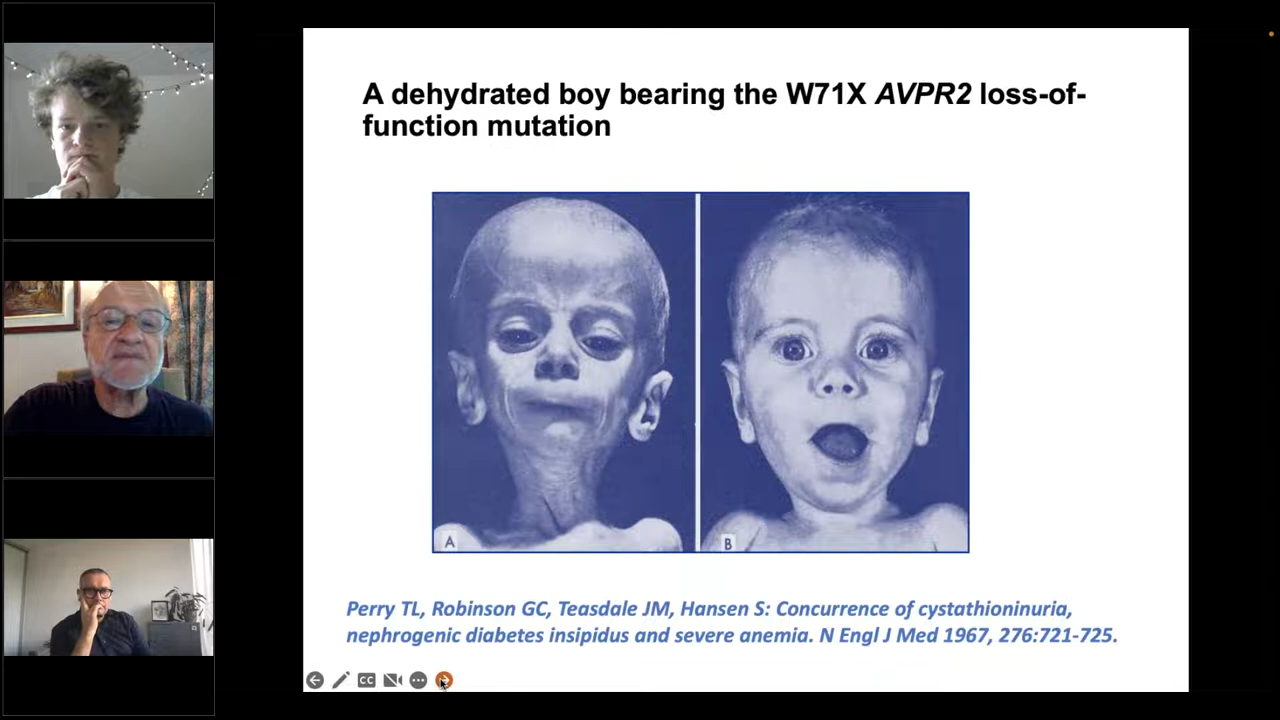 A dehydrated boy bearing the W71X AVPR2 loss-of-
function mutation
A
B
Perry TL, Robinson GC, Teasdale JM, Hansen S: Concurrence of cystathioninuria,
nephrogenic diabetes insipidus and severe anemia. N Engl J Med 1967, 276:721-725.
CC